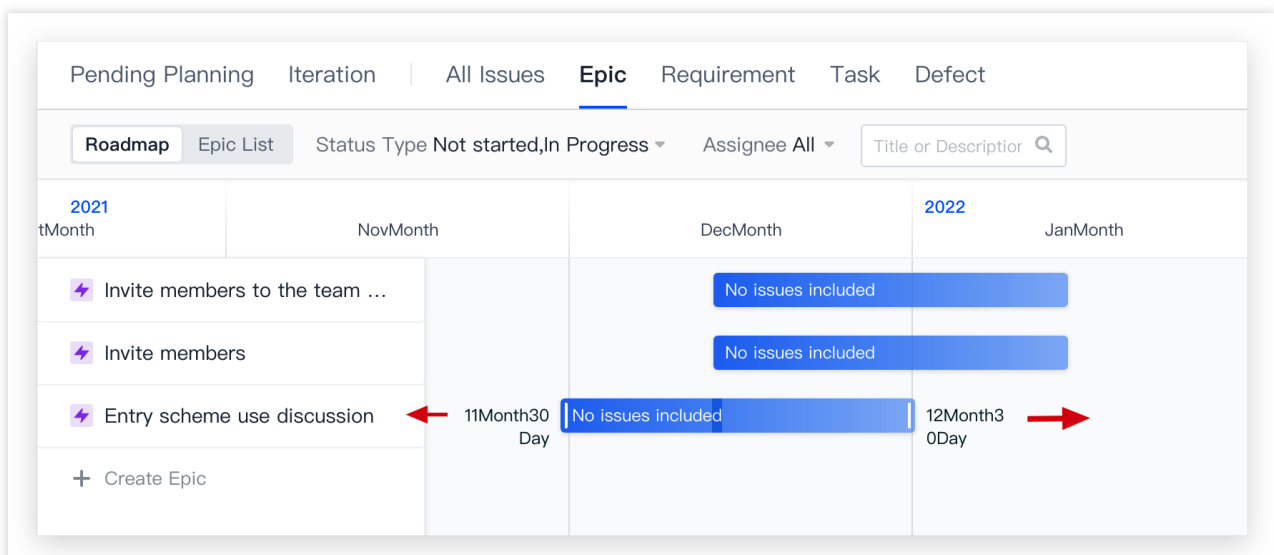 Pending Planning Iteration All Issues Epic Requirement Task Defect
Roadmap Epic List Status Type Not started,In Progress Assignee All Title or Description
2021 2022
tMonth NovMonth DecMonth JanMonth
Invite members to the team ... No issues included
Invite members No issues included
Entry scheme use discussion 11Month30 No issues included 12Month3
Day 0Day
Create Epic